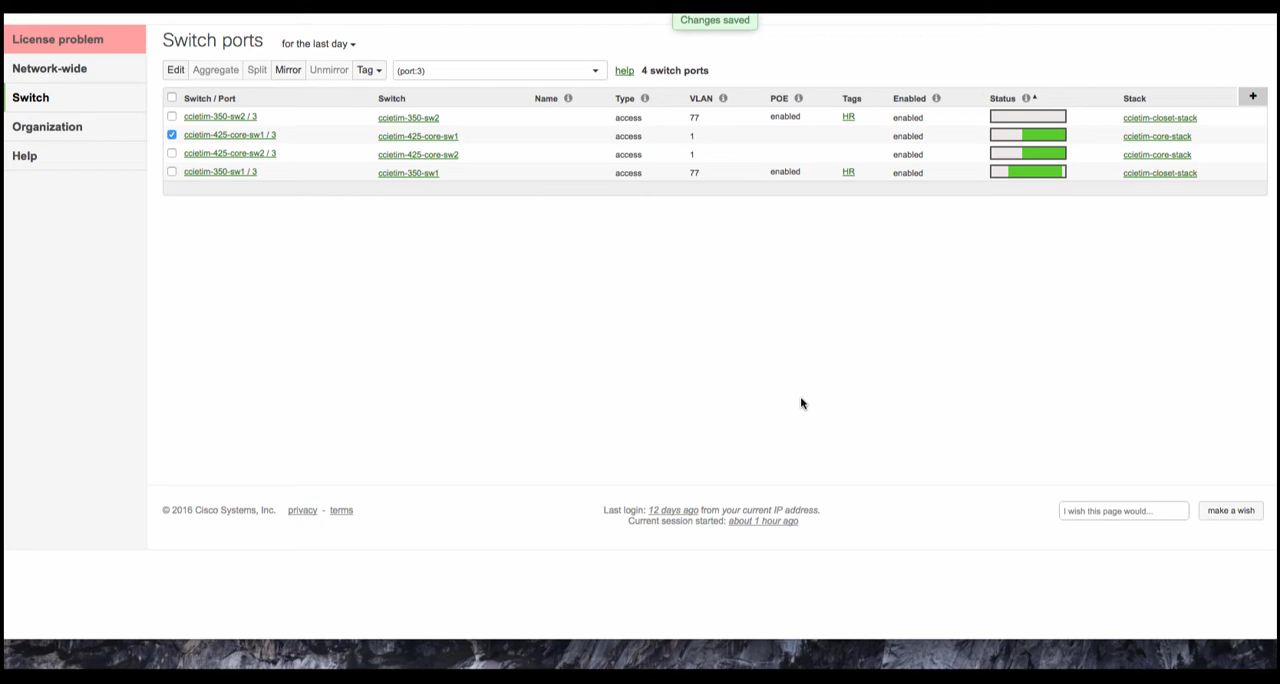 Changes saved
License problem
Network-wide
Switch
Organization
Help
Switch ports for the last day
Edit Aggregate Split Mirror Unmirror Tag (port:3) help 4 switch ports
Switch / Port Switch Name Type VLAN POE Tags Enabled Status Stack +
ccietim-350-sw2 / 3 ccietim-350-sw2 access 77 enabled HR enabled ccietim-closet-stack
ccietim-425-core-sw1 / 3 ccietim-425-core-sw1 access 1 enabled ccietim-core-stack
ccietim-425-core-sw2 / 3 ccietim-425-core-sw2 access 1 enabled ccietim-core-stack
ccietim-350-sw1 / 3 ccietim-350-sw1 access 77 enabled HR enabled ccietim-closet-stack
© 2016 Cisco Systems, Inc. privacy - terms
Last login: 12 days ago from your current IP address.
Current session started: about 1 hour ago
I wish this page would...
make a wish